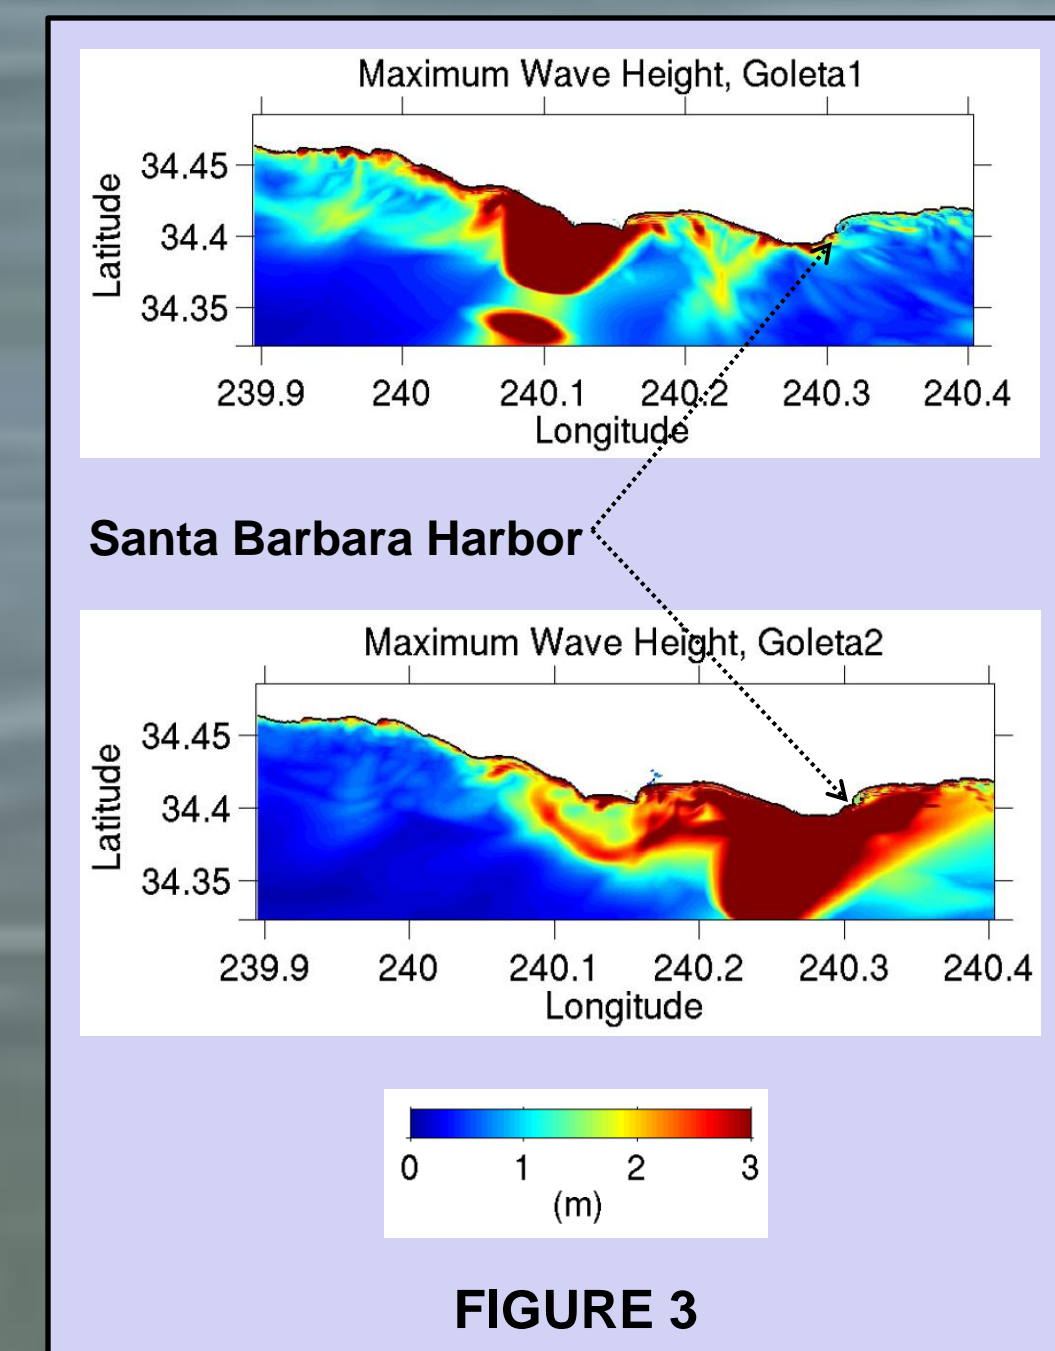 Maximum Wave Height, Goleta1
34.45
34.4
34.35
Latitude
239.9 240 240.1 240.2 240.3 240.4
Longitude
Santa Barbara Harbor
Maximum Wave Height, Goleta2
34.45
34.4
34.35
Latitude
239.9 240 240.1 240.2 240.3 240.4
Longitude
0 1 2 3
(m)
FIGURE 3